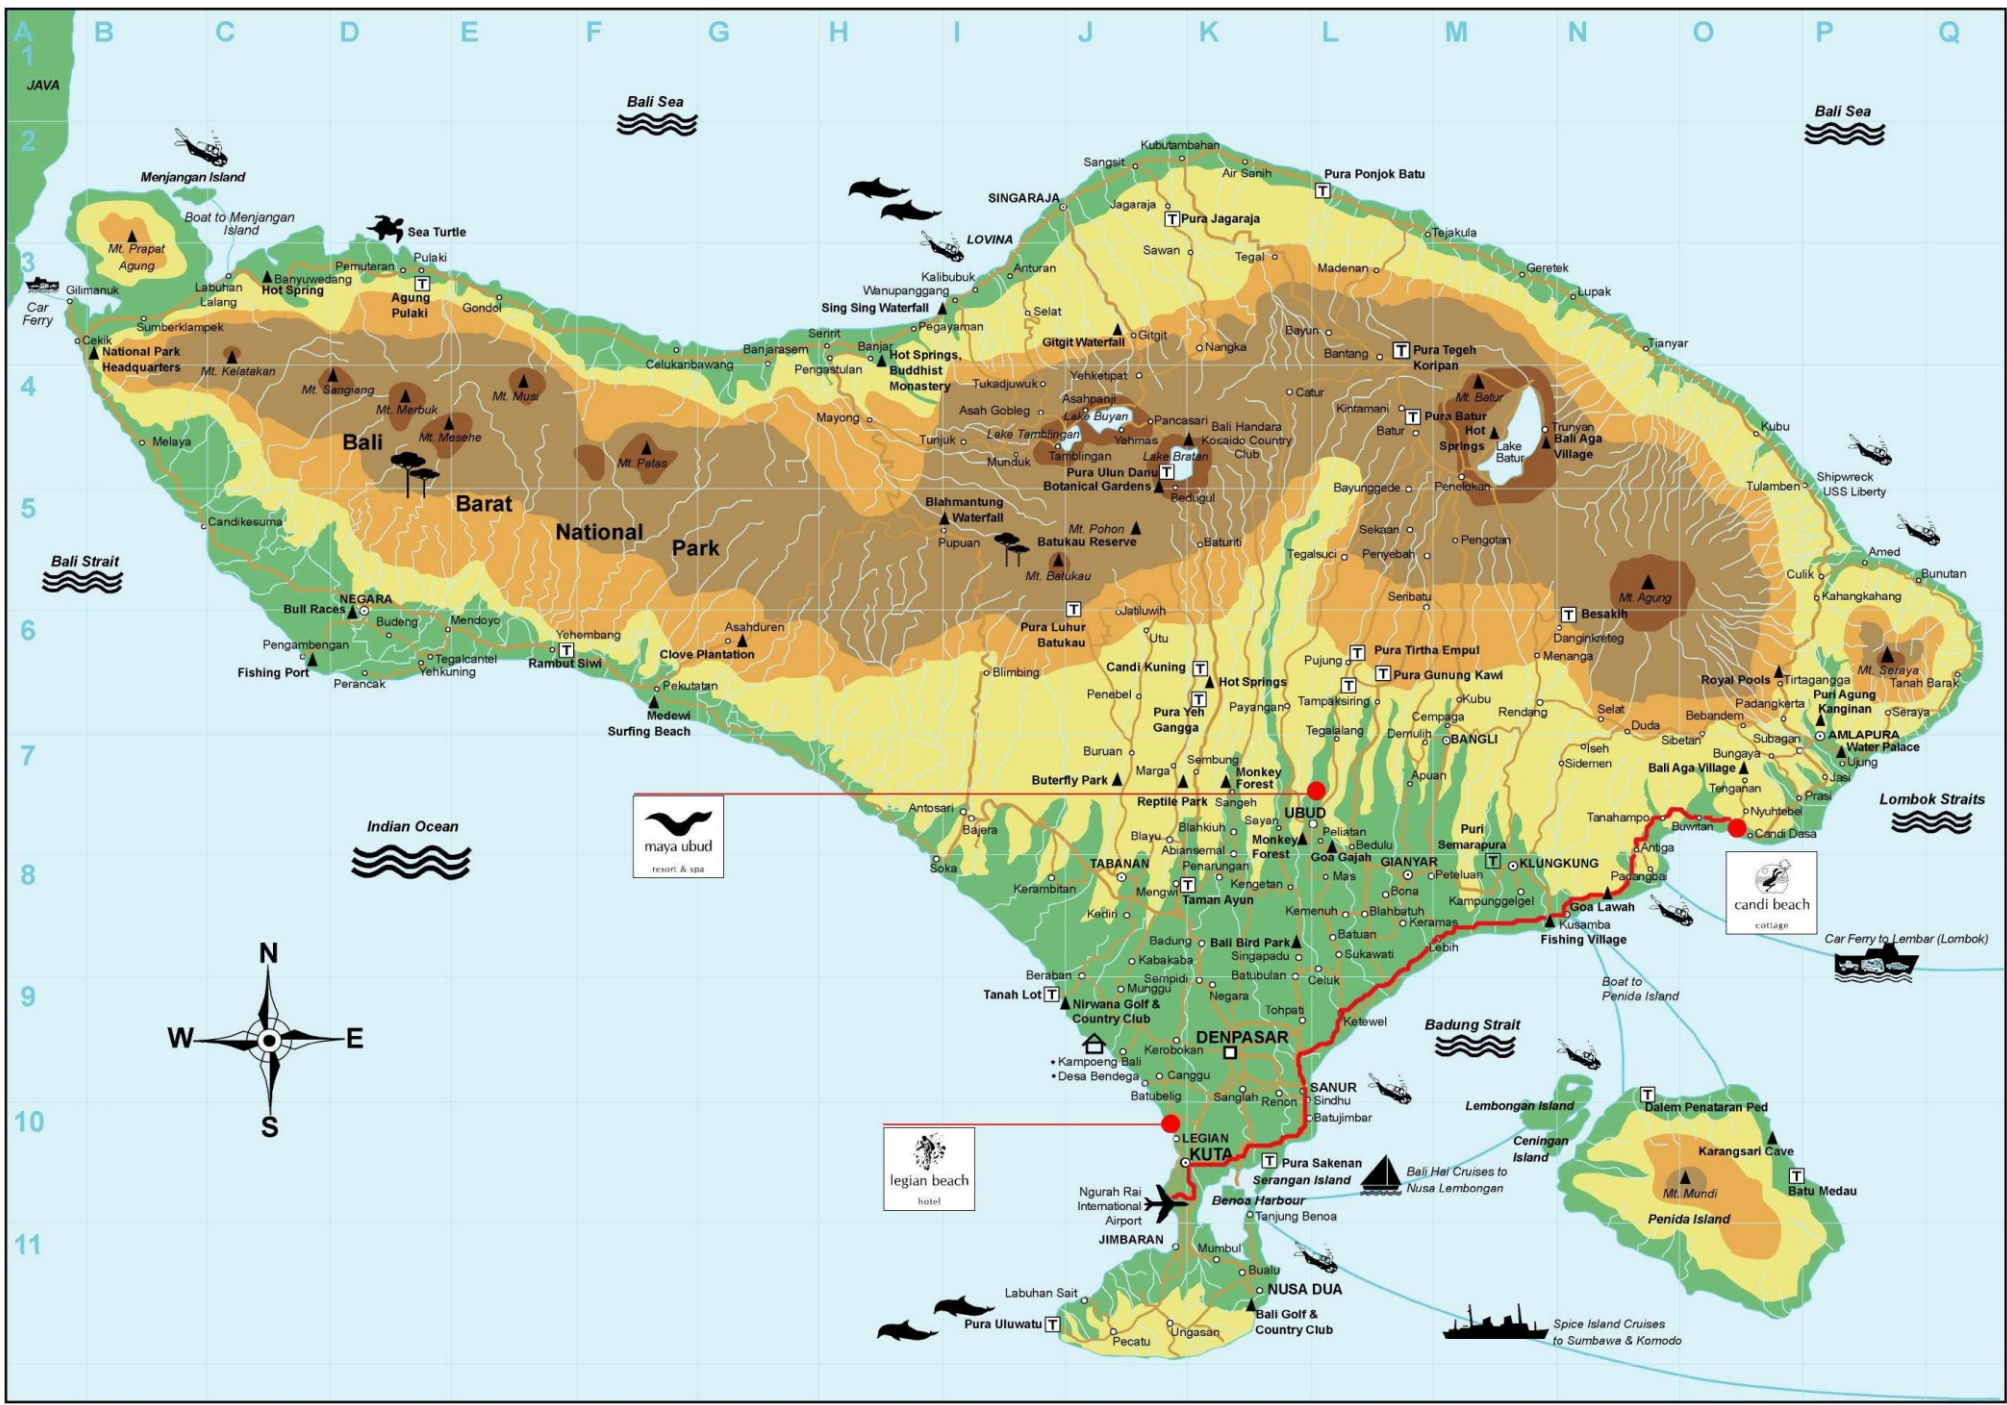 A B C D E F G H I J K L M N O P Q
1
JAVA
Bali Sea
Bali Sea
2
Menjangan Island
Boat to Menjangan
Island
Sea Turtle
Kubutambahan
Sangsit
Air Sanih
Pura Ponjok Batu
SINGARAJA
Jagaraja
T Pura Jagaraja
LOVINA
Tejakula
Mt. Prapat
Agung
3
Gilimanuk
Car
Ferry
Labuhan
Lalang
Banyuwedang
Hot Spring
Pemuteran
Pulaki
T
Agung
Pulaki
Gondol
Sumberklampek
Kalibubuk
Anturan
Wanupanggang
Sing Sing Waterfall
Selat
Pegayaman
Sawan
Tegal
Madenan
Geretek
Lupak
Cekik
National Park
Headquarters
Mt. Kelatakan
Mt. Sangiang
Mt. Merbuk
Mt. Mesehe
Mt. Musi
Mt. Patas
Celukanbawang
Banjarasem
Seririt
Pengastulan
Banjar
Hot Springs,
Buddhist
Monastery
Gitgit Waterfall
Gitgit
Nangka
Bayun
Bantang
T Pura Tegeh
Koripan
Tianyar
4
Melaya
Bali
Barat
National
Park
Mayong
Tukadjuwuk
Yehketipat
Asahpanji
Asah Gobleg
Lake Buyan
Pancasari
Lake Tamblingan
Tamblingan
Yehmas
Lake Bratan
Bali Handara
Kosaido Country
Club
Tunjuk
Munduk
Pura Ulun Danu T
Botanical Gardens
Bedugul
Catur
Kintamani
T Pura Batur
Batur
Mt. Batur
Hot
Springs
Lake
Batur
Trunyan
Bali Aga
Village
Kubu
Penelokan
Bayunggede
Tulamben
Shipwreck
USS Liberty
5
Candikesuma
Bali Strait
Blahmantung
Waterfall
Pupuan
Mt. Pohon
Batukau Reserve
Mt. Batukau
Baturiti
Tegalsuci
Sekaan
Penyebah
Pengotan
Seribatu
Mt. Agung
Culik
Amed
Bunutan
Kahangkahang
6
NEGARA
Bull Races
Budeng
Mendoyo
Pengambengan
Fishing Port
Perancak
Tegalcantel
Yehkuning
Yehembang
T
Rambut Siwi
Asahduren
Clove Plantation
Pekutatan
Medewi
Surfing Beach
Blimbing
T
Pura Luhur
Batukau
Jatiluwih
Utu
Candi Kuning T
Hot Springs
Penebel
T
Pura Yeh
Gangga
Payangan
Pujung
T
Pura Tirtha Empul
T
T Pura Gunung Kawi
Tampaksiring
Kubu
T Besakih
Danginkreteg
Menanga
Rendang
Selat
Duda
Royal Pools
Tirtagangga
Padangkerta
Puri Agung
Kanginan
Mt. Seraya
Tanah Barak
Seraya
7
Buruan
Marga
Sembung
Buterfly Park
Reptile Park
Monkey
Forest
Sangeh
Tegalalang
Cempaga
Demulih
BANGLI
Apuan
Iseh
Sidemen
Sibetan
Bebandem
Subagan
Bungaya
Bali Aga Village
Tenganan
AMLAPURA
Water Palace
Ujung
Jasi
Prasi
Nyuhtebel
Candi Dasa
Buwitan
Tanahampo
Lombok Straits
maya ubud
resort & spa
Indian Ocean
Antosari
Bajera
Soka
Blayu
Blahkiuh
Abiansemal
Sayan
UBUD
Monkey
Forest
Peliatan
Bedulu
Goa Gajah
Puri
Semarapura
T
KLUNGKUNG
Antiga
Padangbai
8
TABANAN
Kerambitan
Mengwi
Penarungan
T
Taman Ayun
Kengetan
Mas
GIANYAR
Peteluan
Bona
Kampunggelgel
Goa Lawah
Kusamba
Fishing Village
candi beach
cottage
Kediri
Kemenuh
Blahbatuh
Keramas
Badung
Bali Bird Park
Batuan
Singapadu
Sukawati
Lebih
Car Ferry to Lembar (Lombok)
Kabakaba
Beraban
Sempidi
Batubulan
Celuk
Munggu
Negara
9
Tanah Lot T
Nirwana Golf &
Country Club
Tohpati
Ketewel
Boat to
Penida Island
Badung Strait
N
W
E
S
DENPASAR
Kerobokan
• Kampoeng Bali
• Desa Bendega
Canggu
Batubelig
Sanglah
Renon
SANUR
Sindhu
Batujimbar
10
Lembongan Island
Ceningan
Island
T
Dalem Penataran Ped
Karangsari Cave
T
Batu Medau
Mt. Mundi
Penida Island
legian beach
hotel
LEGIAN
KUTA
T Pura Sakenan
Serangan Island
Bali Hai Cruises to
Nusa Lembongan
Ngurah Rai
International
Airport
Benoa Harbour
Tanjung Benoa
11
JIMBARAN
Mumbul
Bualu
NUSA DUA
Labuhan Sait
Pura Uluwatu T
Pecatu
Ungasan
Bali Golf &
Country Club
Spice Island Cruises
to Sumbawa & Komodo